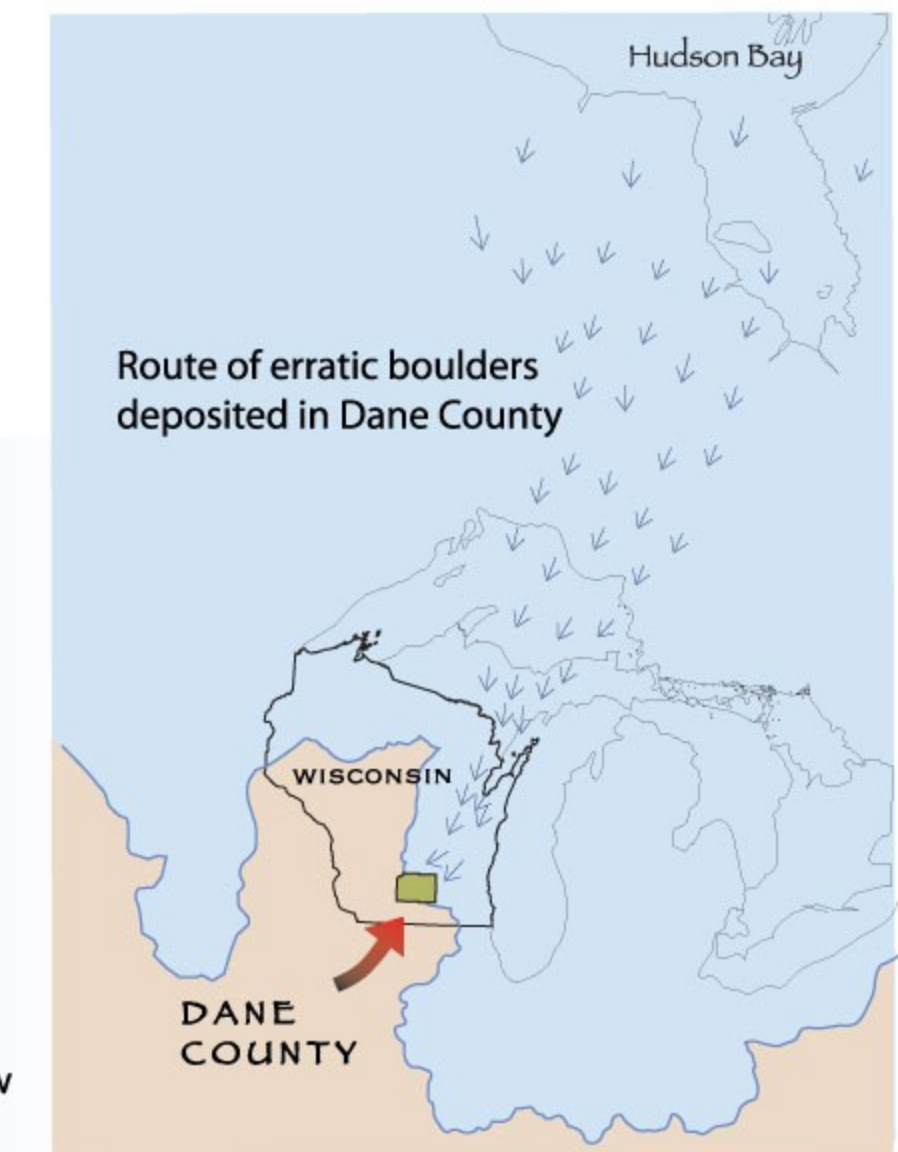 Hudson Bay
Route of erratic boulders
deposited in Dane County
WISCONSIN
DANE
COUNTY